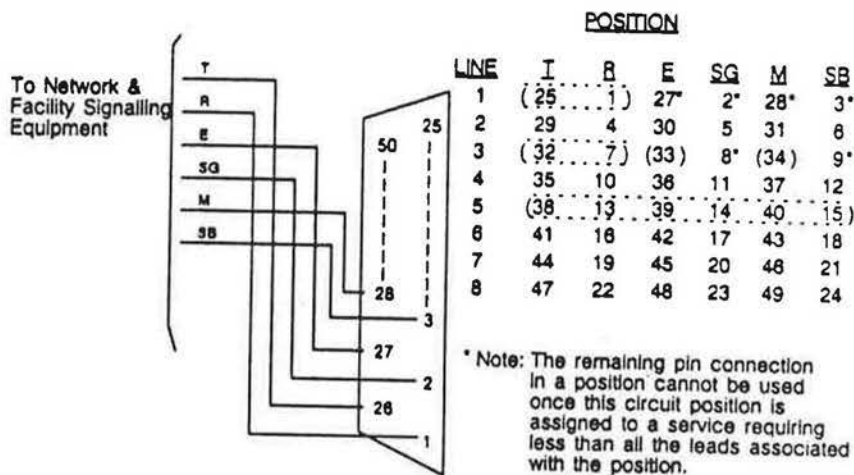 POSITION
LINE T R E SG M SB
1 (25 1) 27* 2* 28* 3*
2 29 4 30 5 31 6
3 (32 7) (33) 8* (34) 9*
4 35 10 36 11 37 12
5 (38 13 39 14 40 15)
6 41 16 42 17 43 18
7 44 19 45 20 46 21
8 47 22 48 23 49 24
To Network &
Facility Signalling
Equipment
T
R
E
SG
M
SB
25
50
28
3
27
2
26
1
* Note: The remaining pin connection
in a position cannot be used
once this circuit position is
assigned to a service requiring
less than all the leads associated
with the position.